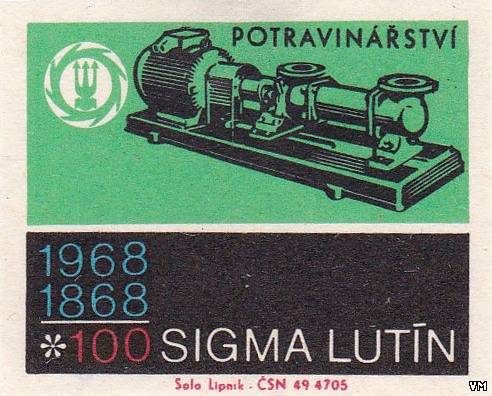 POTRAVINÁŘSTVÍ
1968
1868
*100 SIGMA LUTÍN
Solo Lipník - ČSN 49 4705
VM